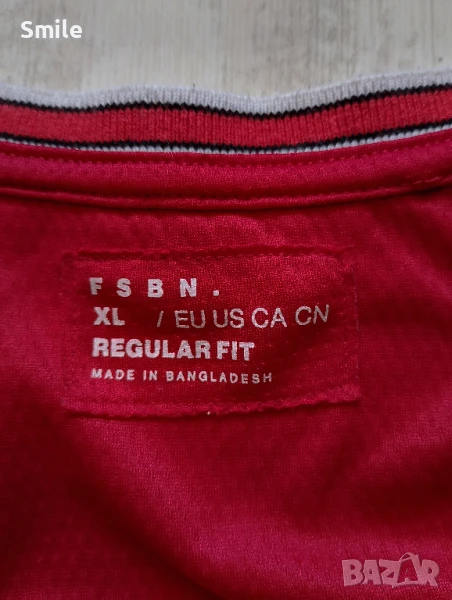 Smile
F S B N .
XL / EU US CA CN
REGULAR FIT
MADE IN BANGLADESH
BAZAR